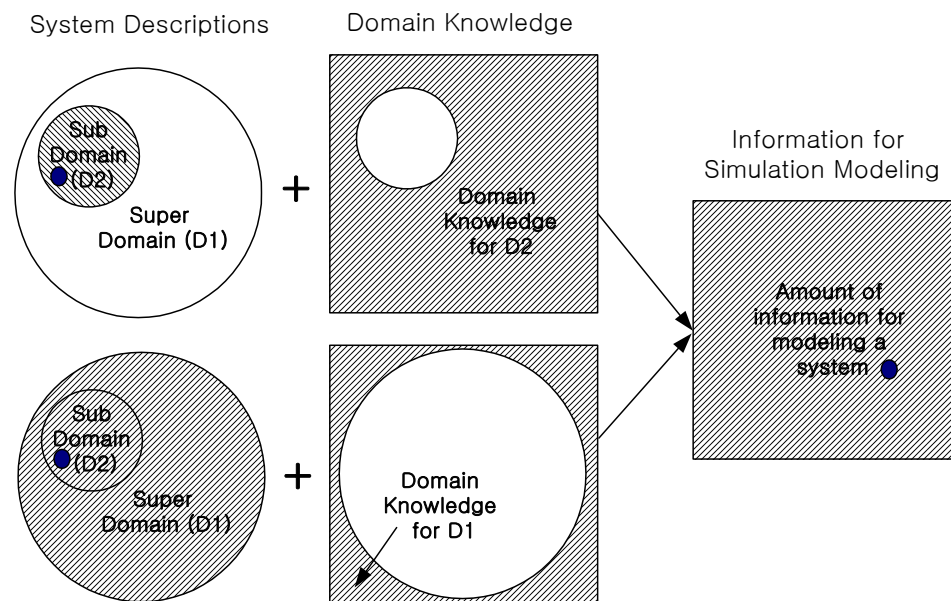 System Descriptions
Domain Knowledge
Sub
Domain
(D2)
Super
Domain (D1)
+
Domain
Knowledge
for D2
Information for
Simulation Modeling
Amount of
information for
modeling a
system
Sub
Domain
(D2)
Super
Domain (D1)
+
Domain
Knowledge
for D1